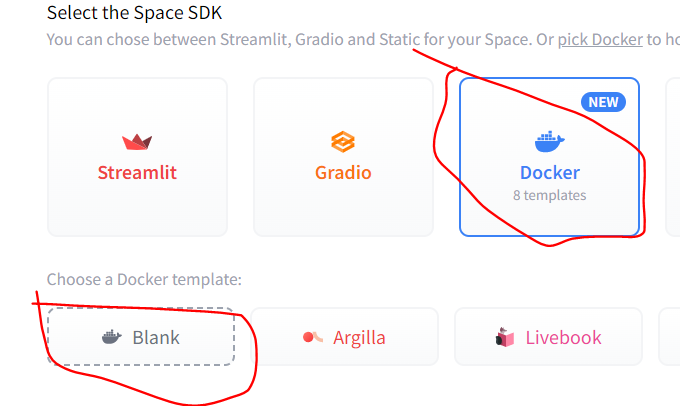 Select the Space SDK
You can chose between Streamlit, Gradio and Static for your Space. Or pick Docker to ho
NEW
Streamlit
Gradio
Docker
8 templates
Choose a Docker template:
Blank
Argilla
Livebook